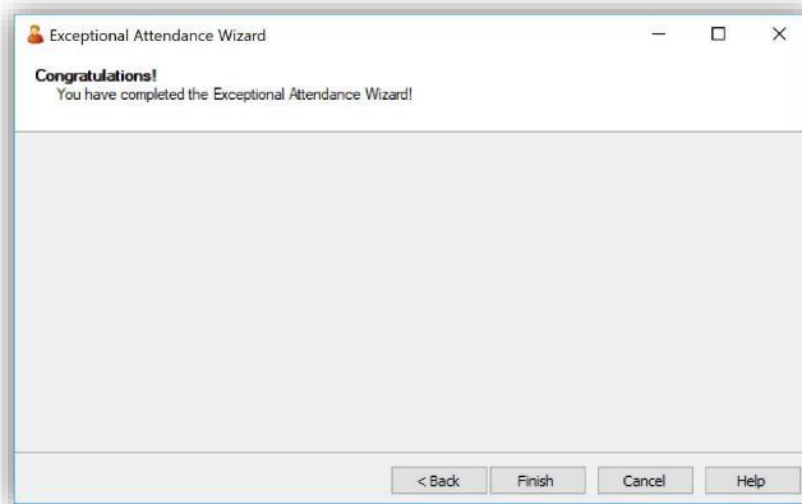 Exceptional Attendance Wizard
Congratulations!
You have completed the Exceptional Attendance Wizard!
< Back Finish Cancel Help